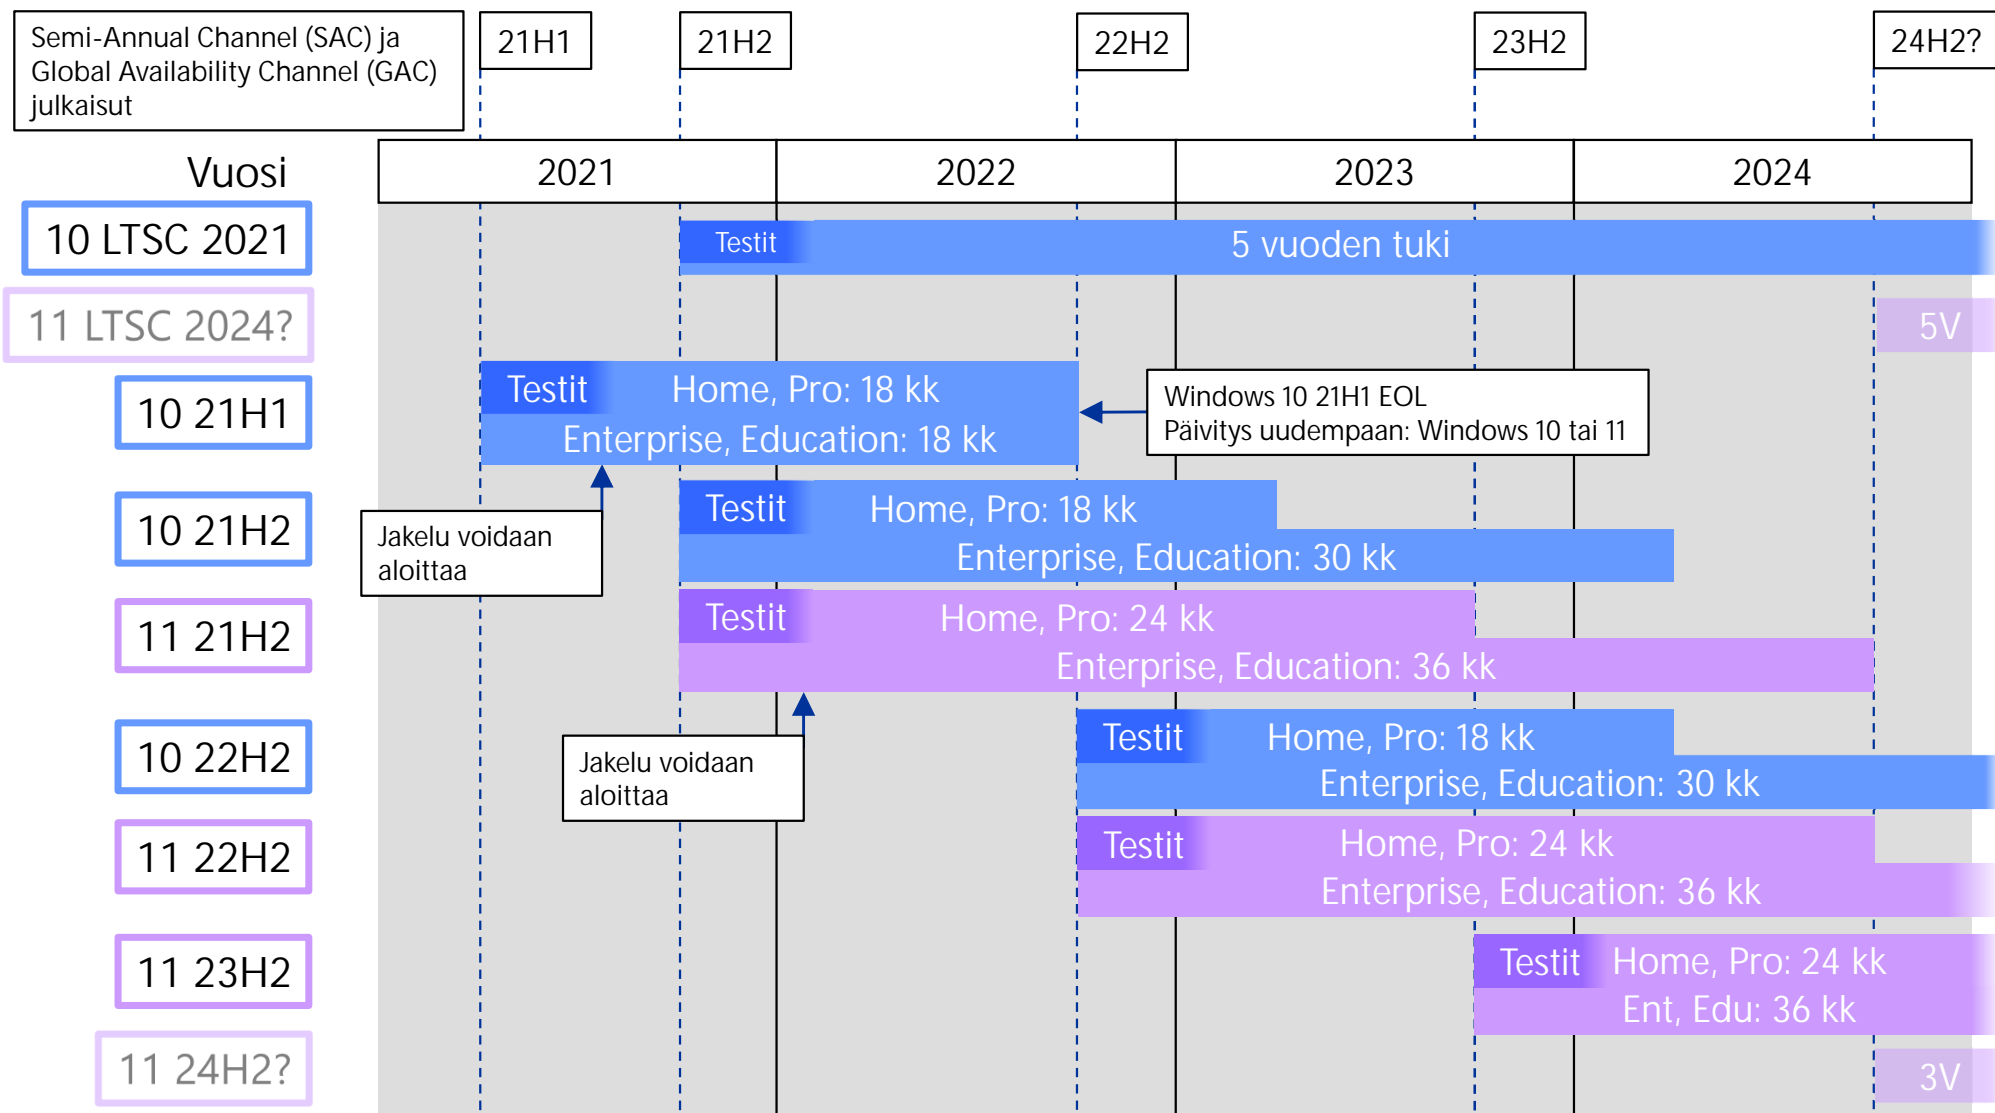 Semi-Annual Channel (SAC) ja
Global Availability Channel (GAC)
julkaisut
21H1
21H2
22H2
23H2
24H2?
Vuosi
2021
2022
2023
2024
10 LTSC 2021
Testit
5 vuoden tuki
11 LTSC 2024?
5V
10 21H1
Testit
Home, Pro: 18 kk
Enterprise, Education: 18 kk
Windows 10 21H1 EOL
Päivitys uudempaan: Windows 10 tai 11
Jakelu voidaan
aloittaa
10 21H2
Testit
Home, Pro: 18 kk
Enterprise, Education: 30 kk
11 21H2
Testit
Home, Pro: 24 kk
Enterprise, Education: 36 kk
Jakelu voidaan
aloittaa
10 22H2
Testit
Home, Pro: 18 kk
Enterprise, Education: 30 kk
11 22H2
Testit
Home, Pro: 24 kk
Enterprise, Education: 36 kk
11 23H2
Testit
Home, Pro: 24 kk
Ent, Edu: 36 kk
11 24H2?
3V